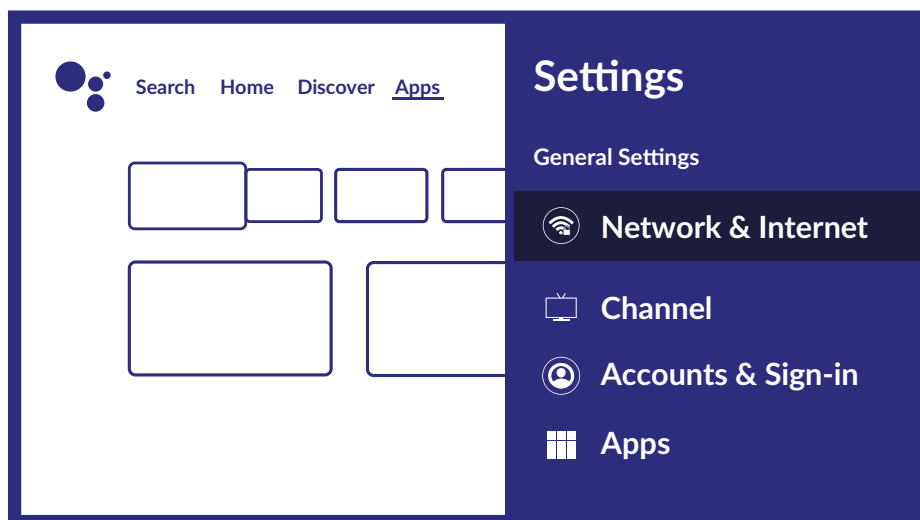 Search Home Discover Apps
Settings
General Settings
Network & Internet
Channel
Accounts & Sign-in
Apps